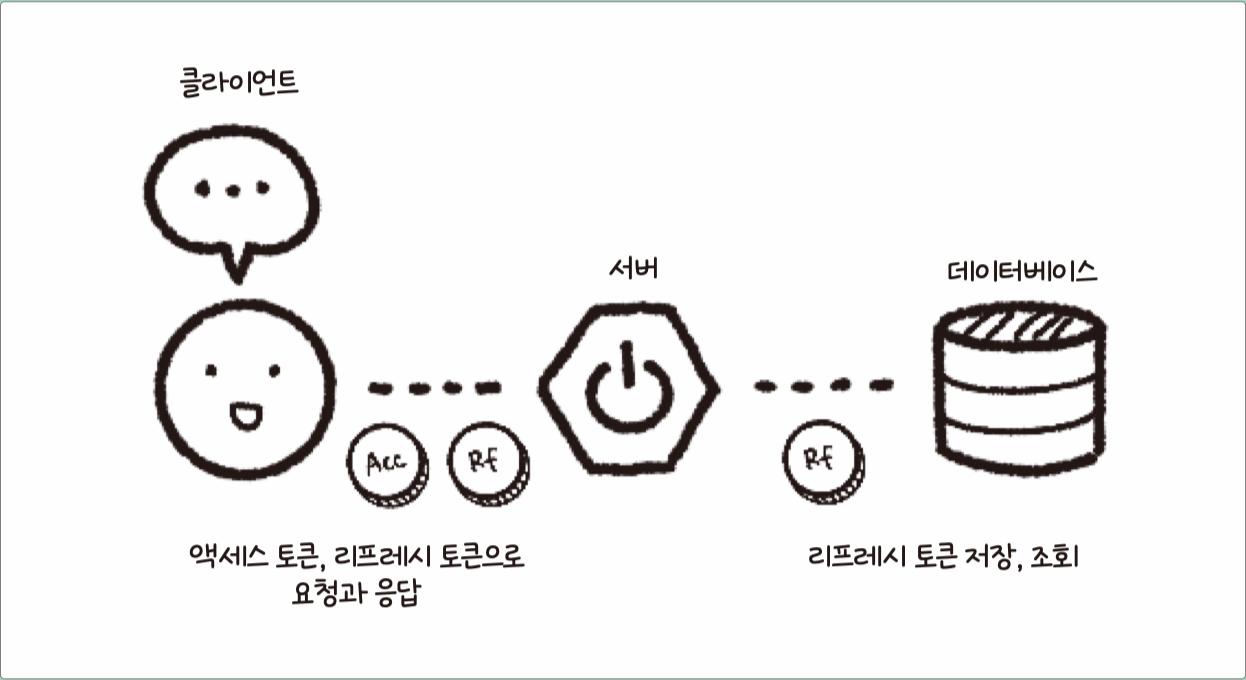 클라이언트
서버
데이터베이스
Acc
Rf
Rf
액세스 토큰, 리프레시 토큰으로
요청과 응답
리프레시 토큰 저장, 조회